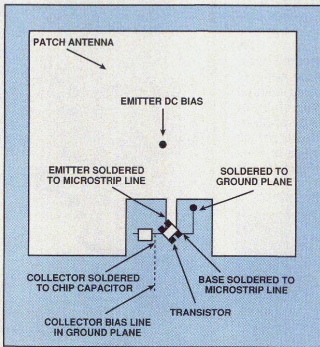 PATCH ANTENNA
EMITTER DC BIAS
EMITTER SOLDERED
TO MICROSTRIP LINE
SOLDERED TO
GROUND PLANE
COLLECTOR SOLDERED
TO CHIP CAPACITOR
BASE SOLDERED TO
MICROSTRIP LINE
TRANSISTOR
COLLECTOR BIAS LINE
IN GROUND PLANE